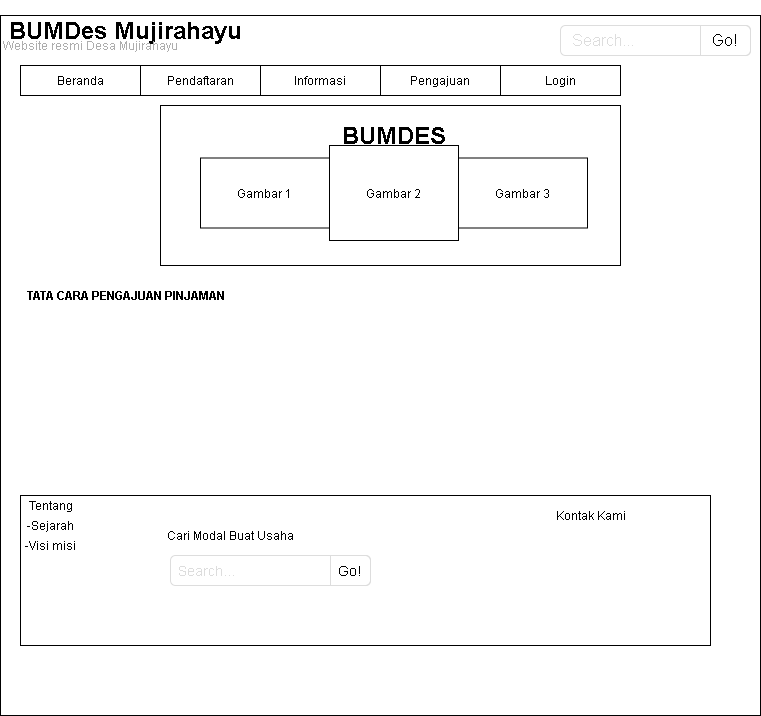 BUMDes Mujirahayu
Website resmi Desa Mujirahayu
Search...
Go!
Beranda
Pendaftaran
Informasi
Pengajuan
Login
BUMDES
Gambar 1
Gambar 2
Gambar 3
TATA CARA PENGAJUAN PINJAMAN
Tentang
-Sejarah
-Visi misi
Cari Modal Buat Usaha
Search...
Go!
Kontak Kami